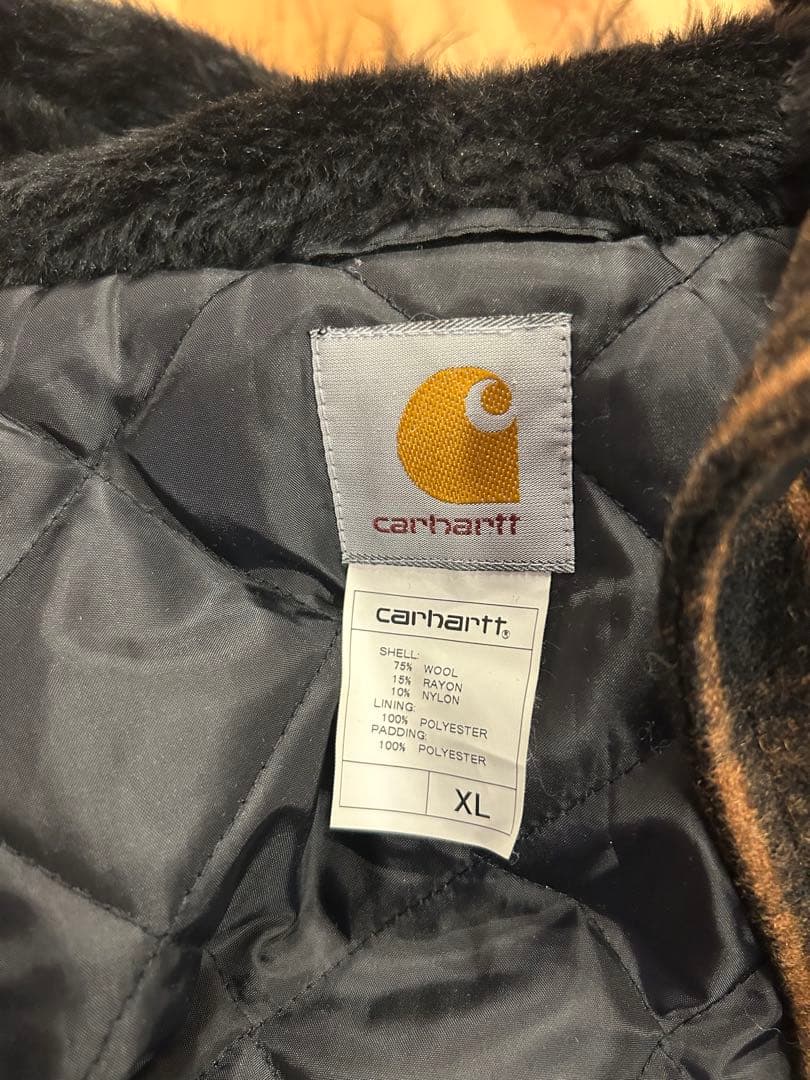 carhartt
carhartt®
SHELL:
75% WOOL
15% RAYON
10% NYLON
LINING:
100% POLYESTER
PADDING:
100% POLYESTER
XL